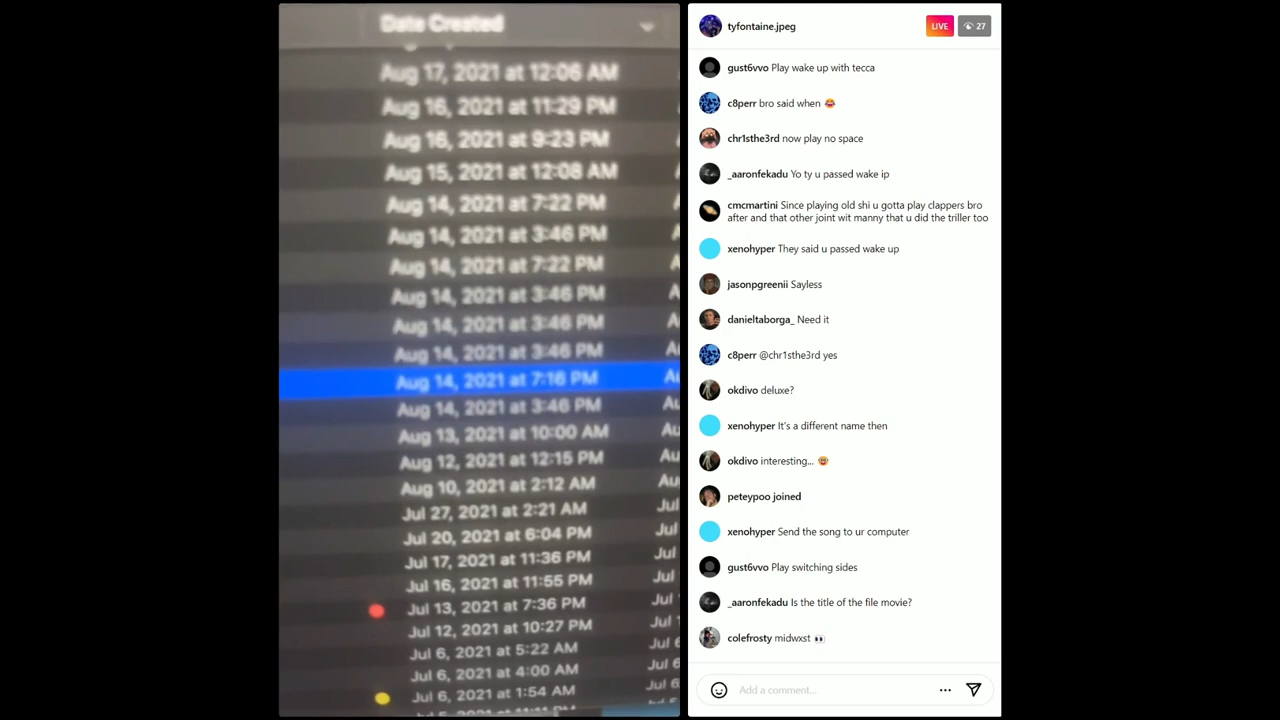 Date Created
Aug 17, 2021 at 12:06 AM
Aug 16, 2021 at 11:29 PM
Aug 16, 2021 at 9:23 PM
Aug 15, 2021 at 12:08 AM
Aug 14, 2021 at 7:22 PM
Aug 14, 2021 at 3:46 PM
Aug 14, 2021 at 7:22 PM
Aug 14, 2021 at 3:46 PM
Aug 14, 2021 at 3:46 PM
Aug 14, 2021 at 3:46 PM
Aug 14, 2021 at 7:16 PM
Aug 14, 2021 at 3:46 PM
Aug 13, 2021 at 10:00 AM
Aug 12, 2021 at 12:15 PM
Aug 10, 2021 at 2:12 AM
Jul 27, 2021 at 2:21 AM
Jul 20, 2021 at 6:04 PM
Jul 17, 2021 at 11:36 PM
Jul 16, 2021 at 11:55 PM
Jul 13, 2021 at 7:36 PM
Jul 12, 2021 at 10:27 PM
Jul 6, 2021 at 5:22 AM
Jul 6, 2021 at 4:00 AM
Jul 6, 2021 at 1:54 AM
tyfontaine.jpeg
LIVE
27
gust6vvo Play wake up with tecca
c8perr bro said when 😂
chr1sthe3rd now play no space
_aaronfekadu Yo ty u passed wake ip
cmcmartini Since playing old shi u gotta play clappers bro
after and that other joint wit manny that u did the triller too
xenohyper They said u passed wake up
jasonpgreenii Sayless
danieltaborga_ Need it
c8perr @chr1sthe3rd yes
okdivo deluxe?
xenohyper It's a different name then
okdivo interesting...
peteypoo joined
xenohyper Send the song to ur computer
gust6vvo Play switching sides
_aaronfekadu Is the title of the file movie?
colefrosty midwxst 👀
Add a comment...